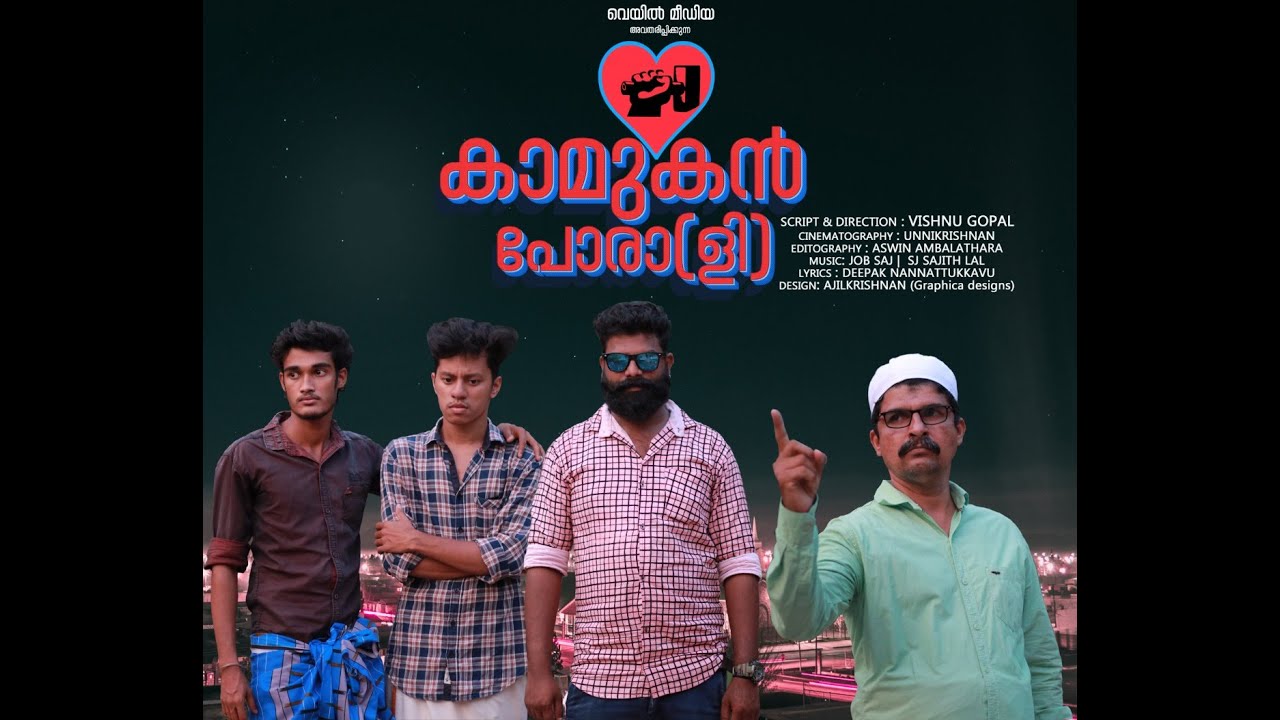 വെയിൽ മീഡിയ
അവതരിപ്പിക്കുന്ന
കാമുകൻ
പോരാ(ളി)
SCRIPT & DIRECTION : VISHNU GOPAL
CINEMATOGRAPHY : UNNIKRISHNAN
EDITOGRAPHY : ASWIN AMBALATHARA
MUSIC: JOB SAJ | SJ SAJITH LAL
LYRICS : DEEPAK NANNATTUKKAVU
DESIGN: AJILKRISHNAN (Graphica designs)